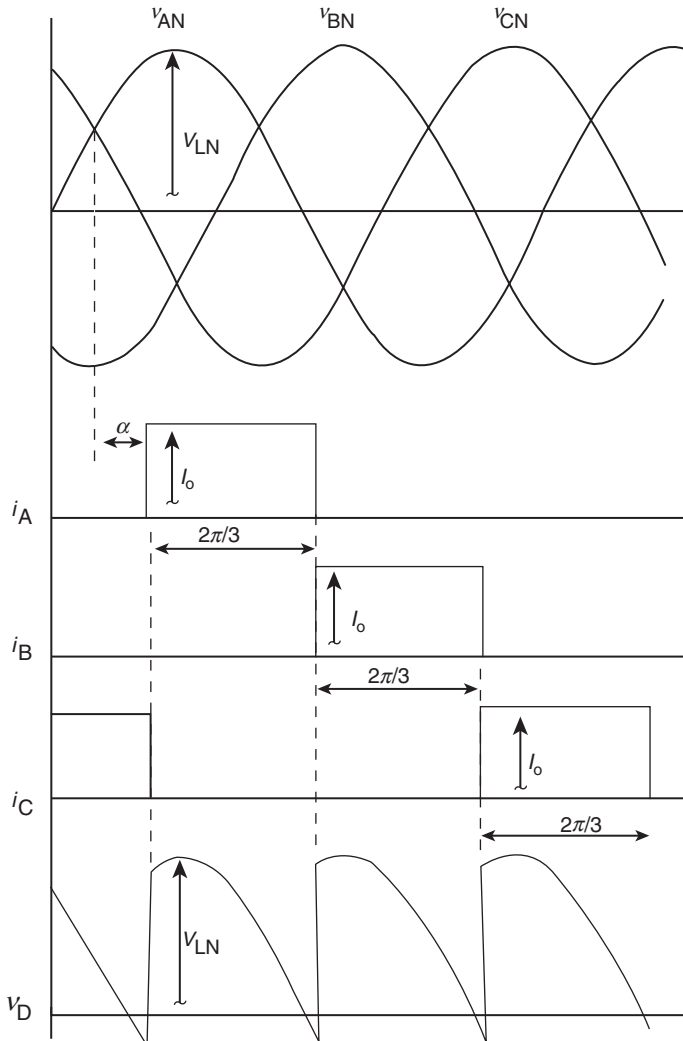 vAN vBN vCN
VLN
α
Io
iA
2π/3
Io
iB
2π/3
Io
iC
2π/3
VLN
vD